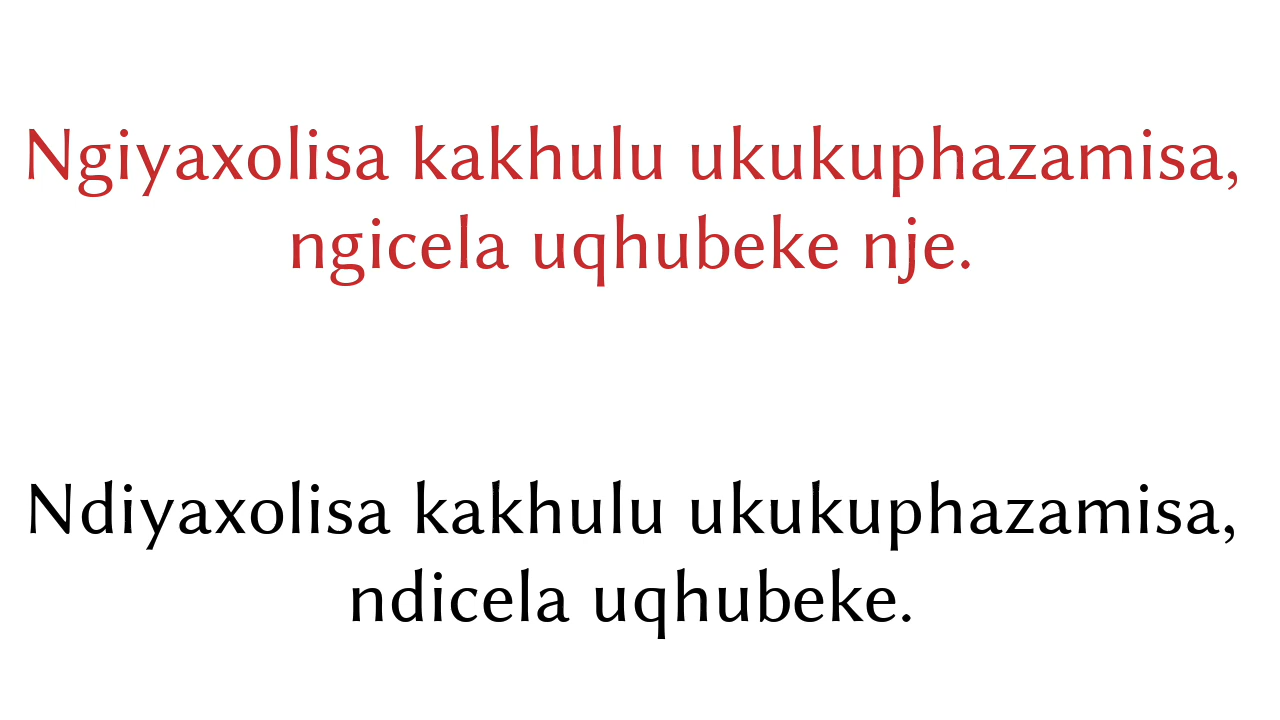 Ngiyaxolisa kakhulu ukukuphazamisa,
ngicela uqhubeke nje.
Ndiyaxolisa kakhulu ukukuphazamisa,
ndicela uqhubeke.